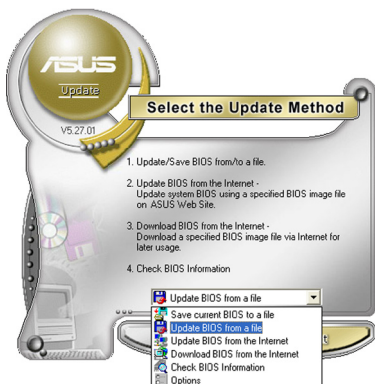 ASUS
Update
V5.27.01
Select the Update Method
1. Update/Save BIOS from/to a file.
2. Update BIOS from the Internet -
Update system BIOS using a specified BIOS image file
on ASUS Web Site.
3. Download BIOS from the Internet -
Download a specified BIOS image file via Internet for
later usage.
4. Check BIOS Information
Update BIOS from a file
Save current BIOS to a file
Update BIOS from a file
Update BIOS from the Internet
Download BIOS from the Internet
Check BIOS Information
Options